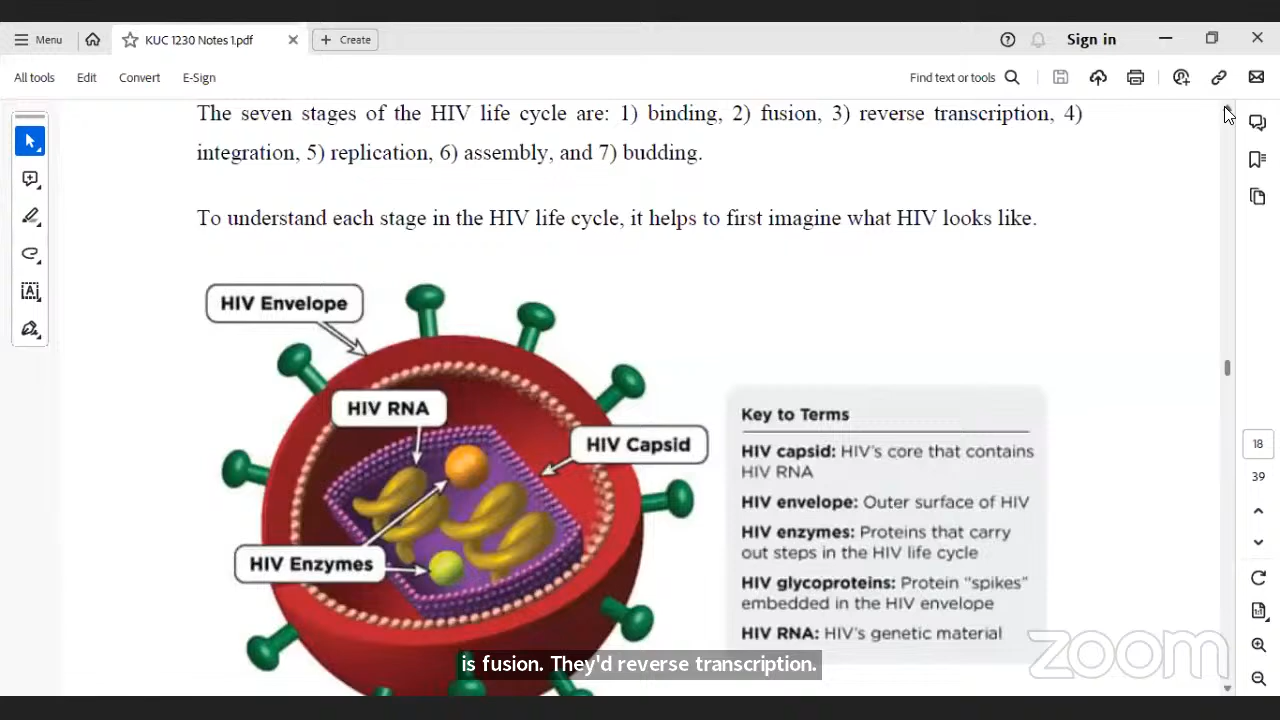 Menu
KUC 1230 Notes 1.pdf
Create
Sign in
All tools
Edit
Convert
E-Sign
Find text or tools
The seven stages of the HIV life cycle are: 1) binding, 2) fusion, 3) reverse transcription, 4)
integration, 5) replication, 6) assembly, and 7) budding.
To understand each stage in the HIV life cycle, it helps to first imagine what HIV looks like.
HIV Envelope
HIV RNA
HIV Capsid
HIV Enzymes
Key to Terms
HIV capsid: HIV's core that contains
HIV RNA
HIV envelope: Outer surface of HIV
HIV enzymes: Proteins that carry
out steps in the HIV life cycle
HIV glycoproteins: Protein “spikes”
embedded in the HIV envelope
HIV RNA: HIV's genetic material
18
39
is fusion. They'd reverse transcription.
zoom